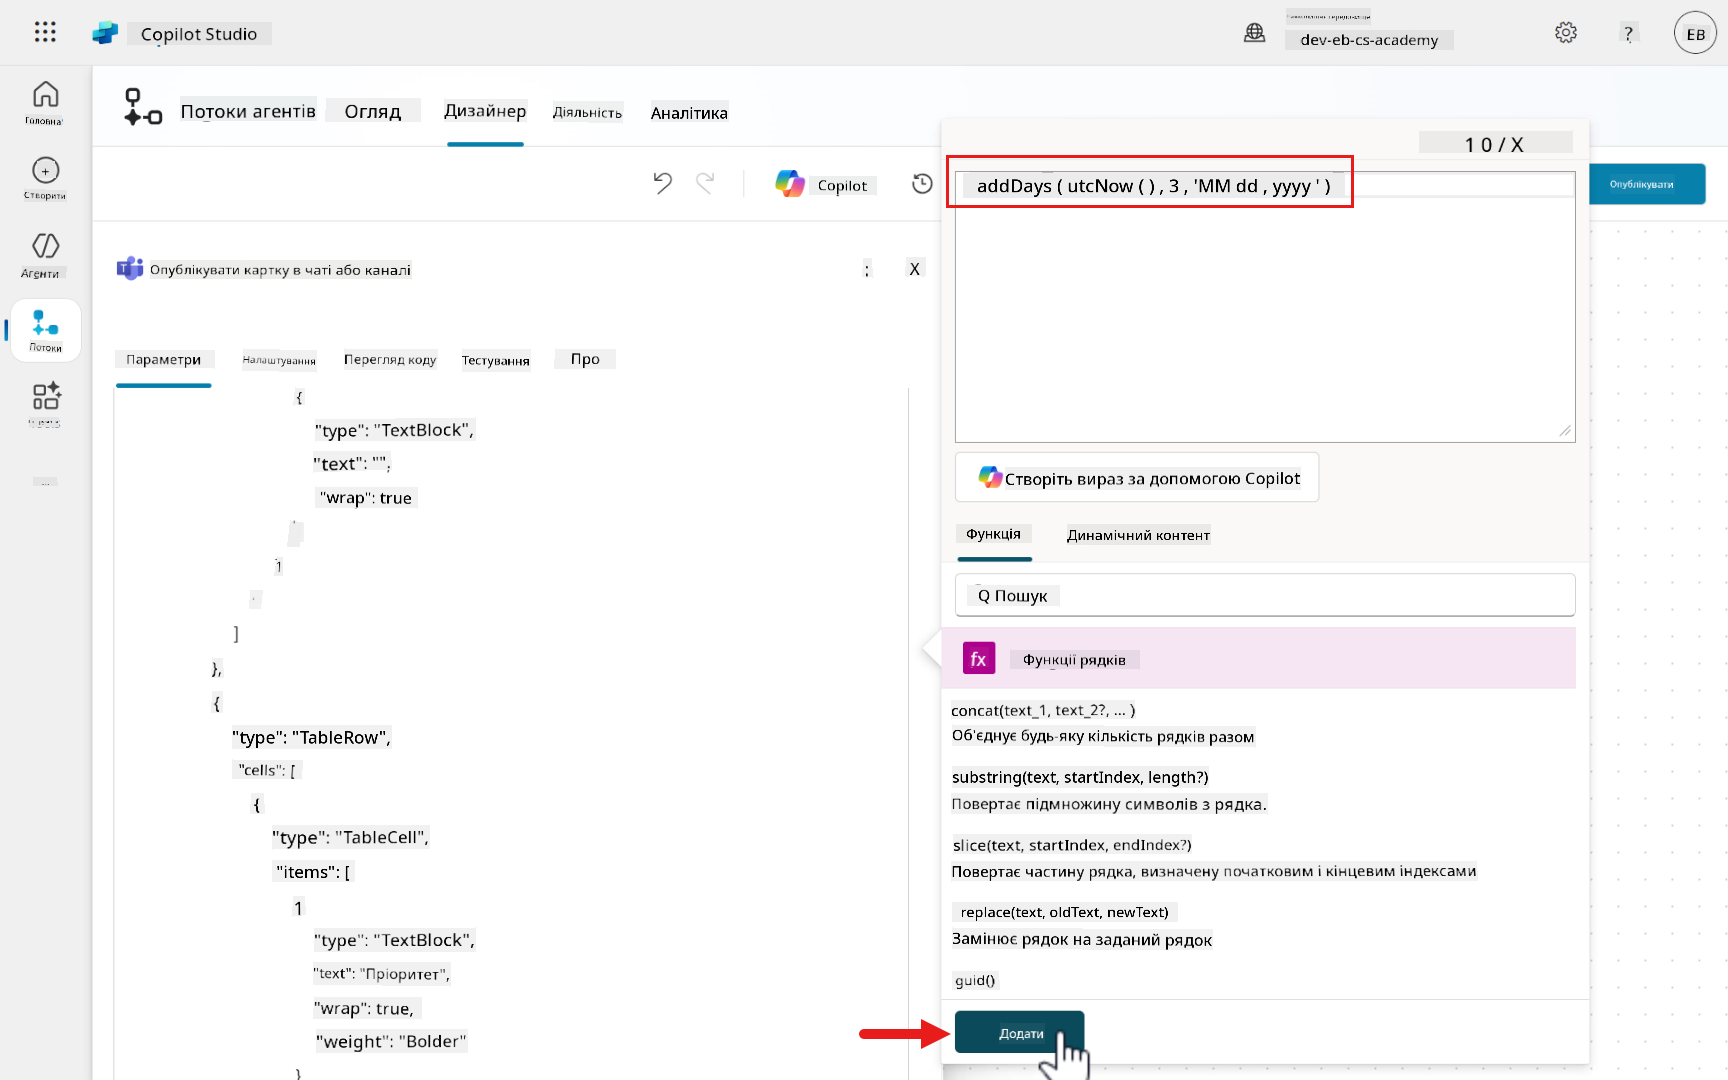 Copilot Studio
dev-eb-cs-academy
?
EB
Головна
Створити
Агенти
Потоки
Потоки агентів
Огляд
Дизайнер
Діяльність
Аналітика
Copilot
Опублікувати
Опублікувати картку в чаті або каналі
:
X
Параметри
Налаштування
Перегляд коду
Тестування
Про
{
"type": "TextBlock",
"text": "",
"wrap": true
]
},
{
"type": "TableRow",
"cells": [
{
"type": "TableCell",
"items": [
1
"type": "TextBlock",
"text": "Пріоритет",
"wrap": true,
"weight": "Bolder"
}
1 0 / X
addDays ( utcNow ( ) , 3 , 'MM dd , yyyy ' )
Створіть вираз за допомогою Copilot
Функція
Динамічний контент
Q Пошук
fx
Функції рядків
concat(text_1, text_2?, ... )
Об'єднує будь-яку кількість рядків разом
substring(text, startIndex, length?)
Повертає підмножину символів з рядка.
slice(text, startIndex, endIndex?)
Повертає частину рядка, визначену початковим і кінцевим індексами
replace(text, oldText, newText)
Замінює рядок на заданий рядок
guid()
Додати